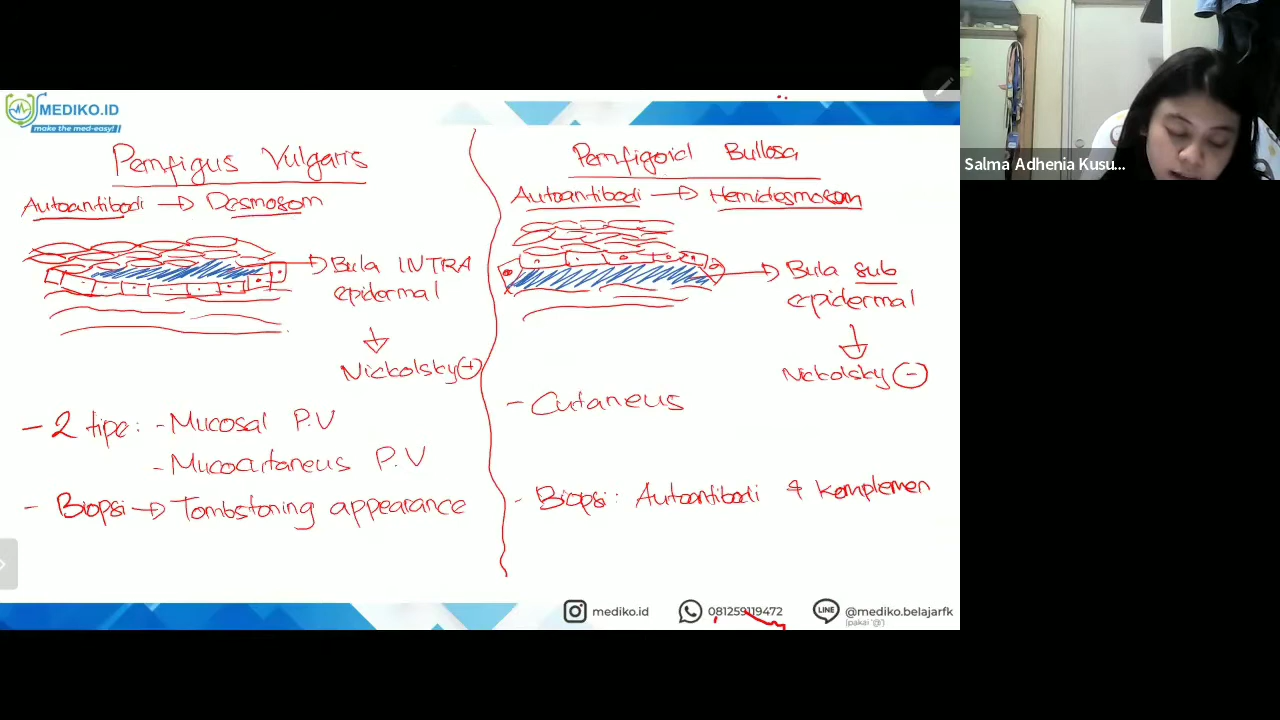 MEDIKO.ID
make the med-easy!
Pemfigus Vulgaris
Autoantibodi → Desmosom
Bula INTRA
epidermal
Nickolsky +
- 2 tipe: - Mucosal P.V
- Mucocutaneus P.V
- Biopsi → Tombstoning appearance
Pemfigoid Bullosa
Autoantibodi → Hemidesmosom
Bula sub
epidermal
Nickolsky -
- Cutaneus
- Biopsi: Autoantibodi & Komplemen
mediko.id
081259119472
LINE
@mediko.belajarfk
(pakai '@')
Salma Adhenia Kusu...